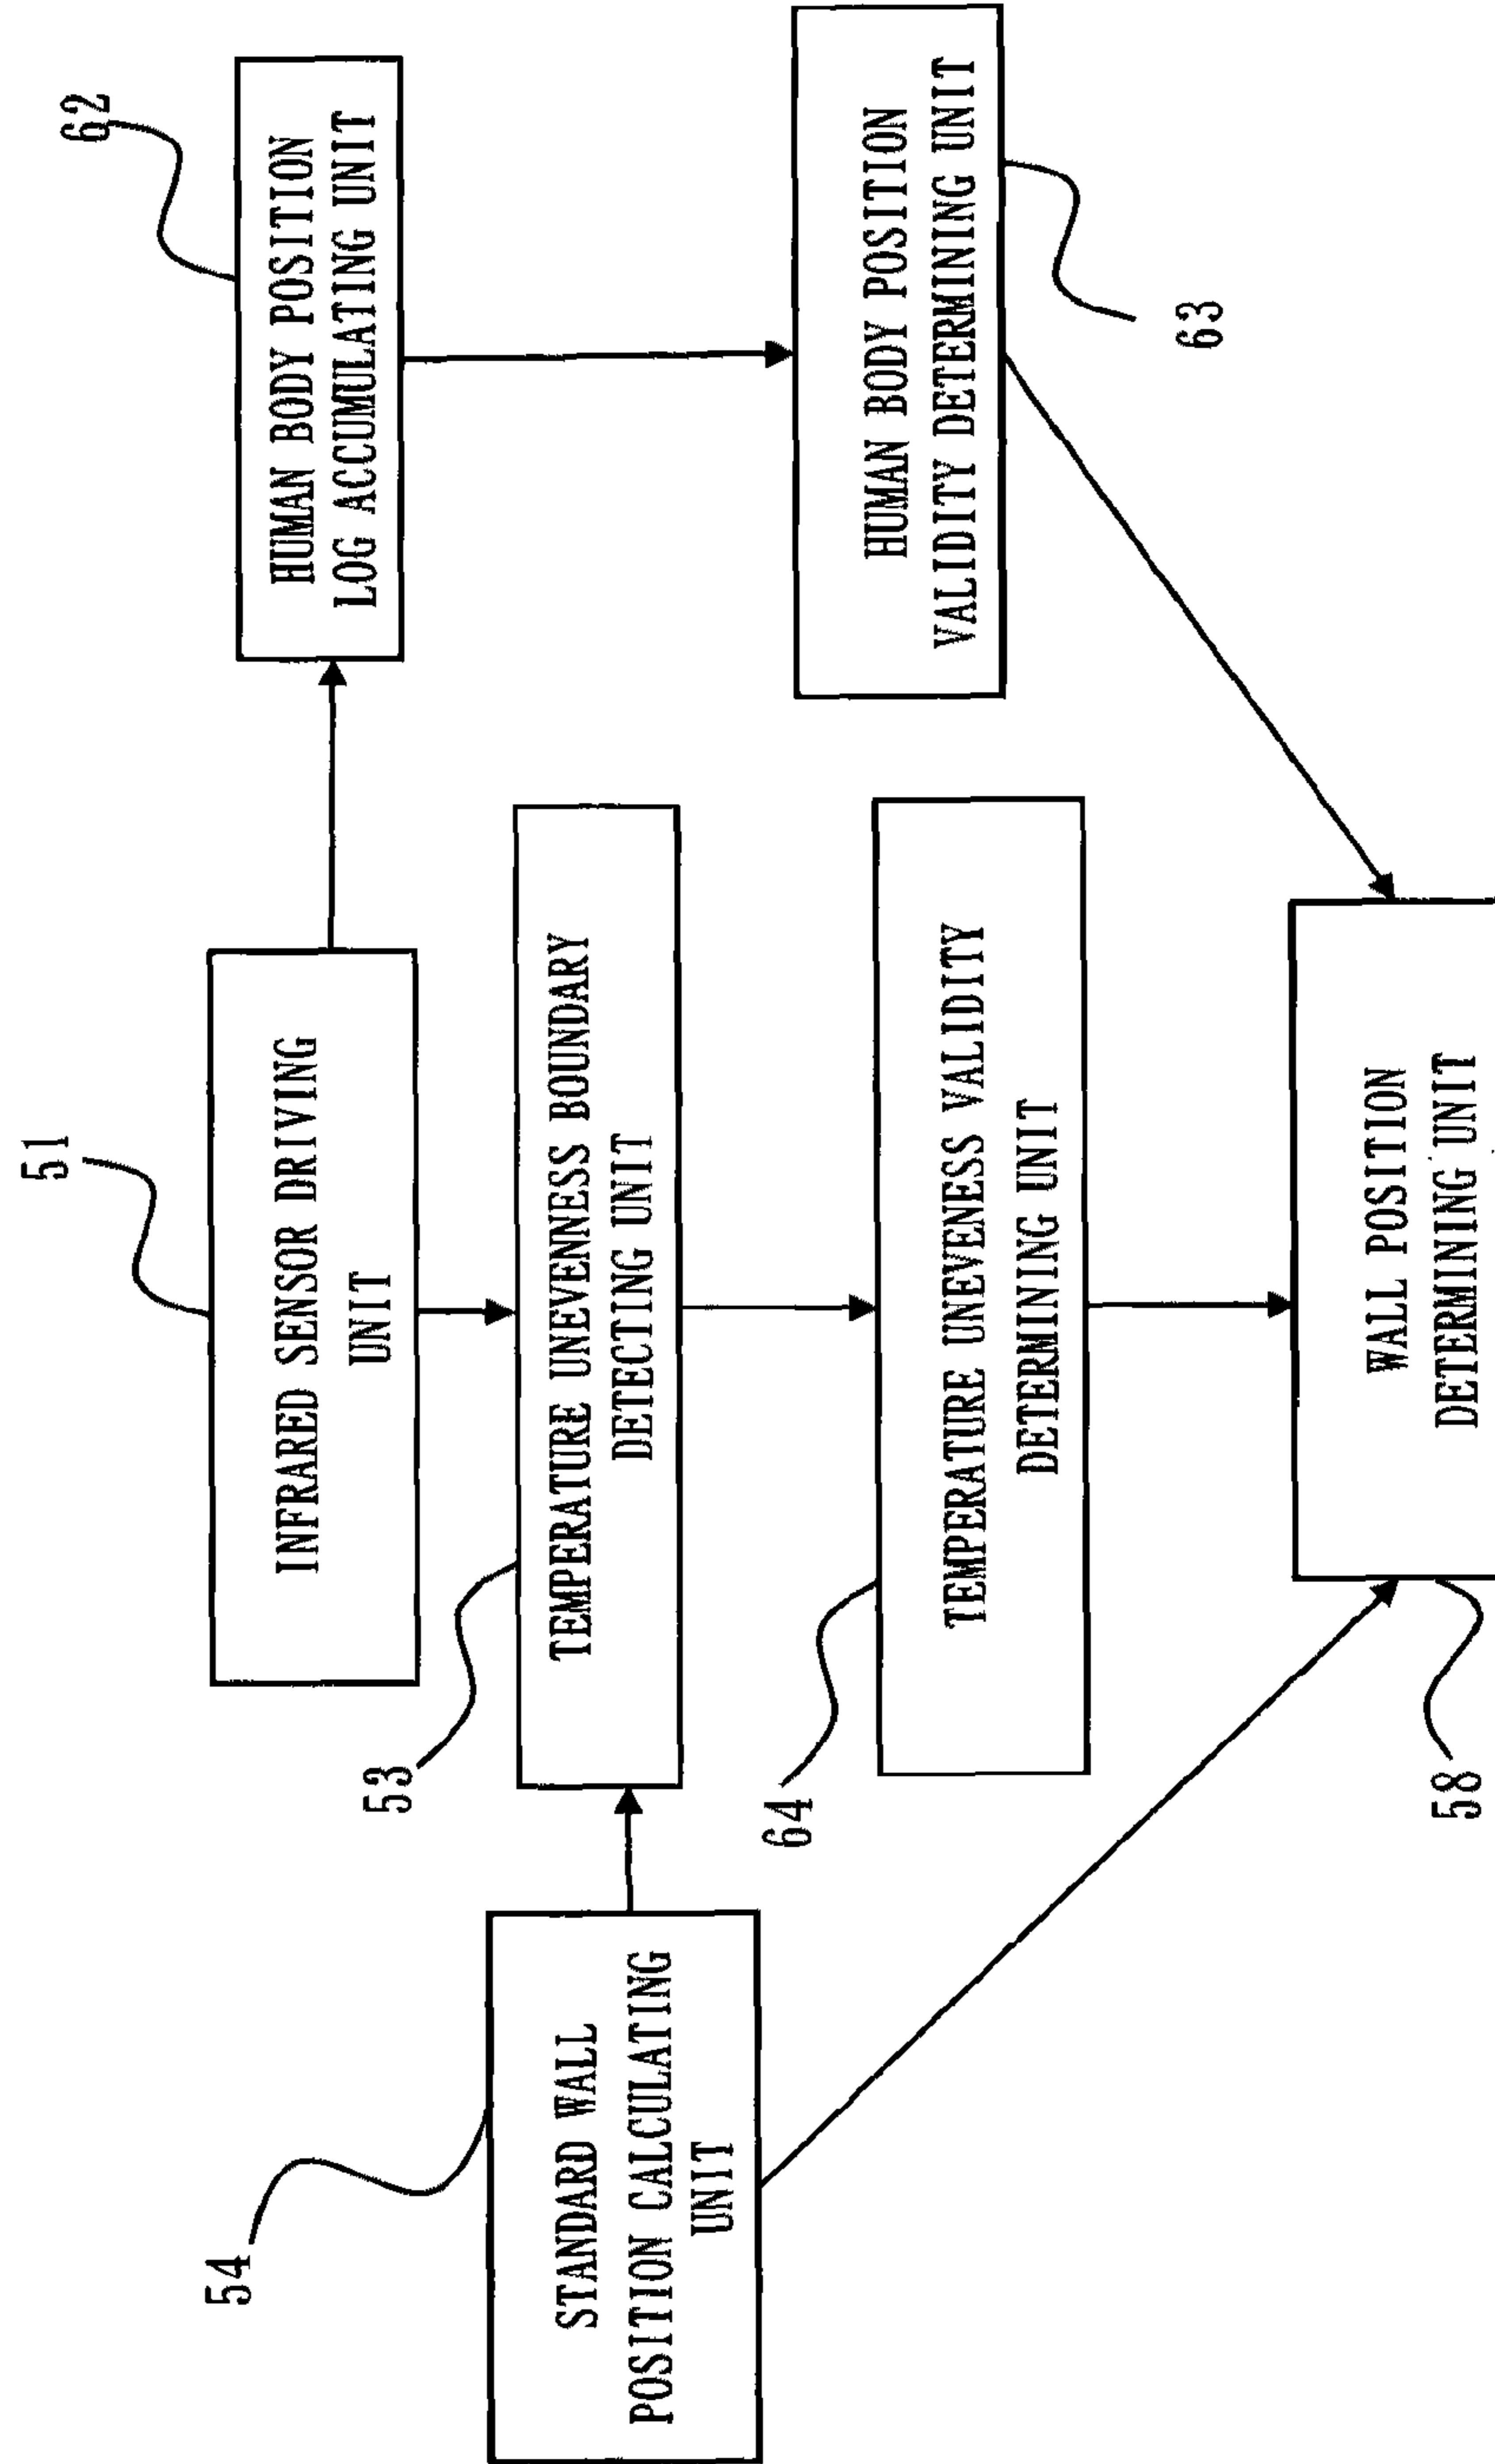 51
INFRARED SENSOR DRIVING
UNIT
62
HUMAN BODY POSITION
LOG ACCUMULATING UNIT
54
STANDARD WALL
POSITION CALCULATING
UNIT
53
TEMPERATURE UNEVENNESS BOUNDARY
DETECTING UNIT
64
TEMPERATURE UNEVENESS VALIDITY
DETERMINING UNIT
HUMAN BODY POSITION
VALIDITY DETERMINING UNIT
63
58
WALL POSITION
DETERMINING UNIT